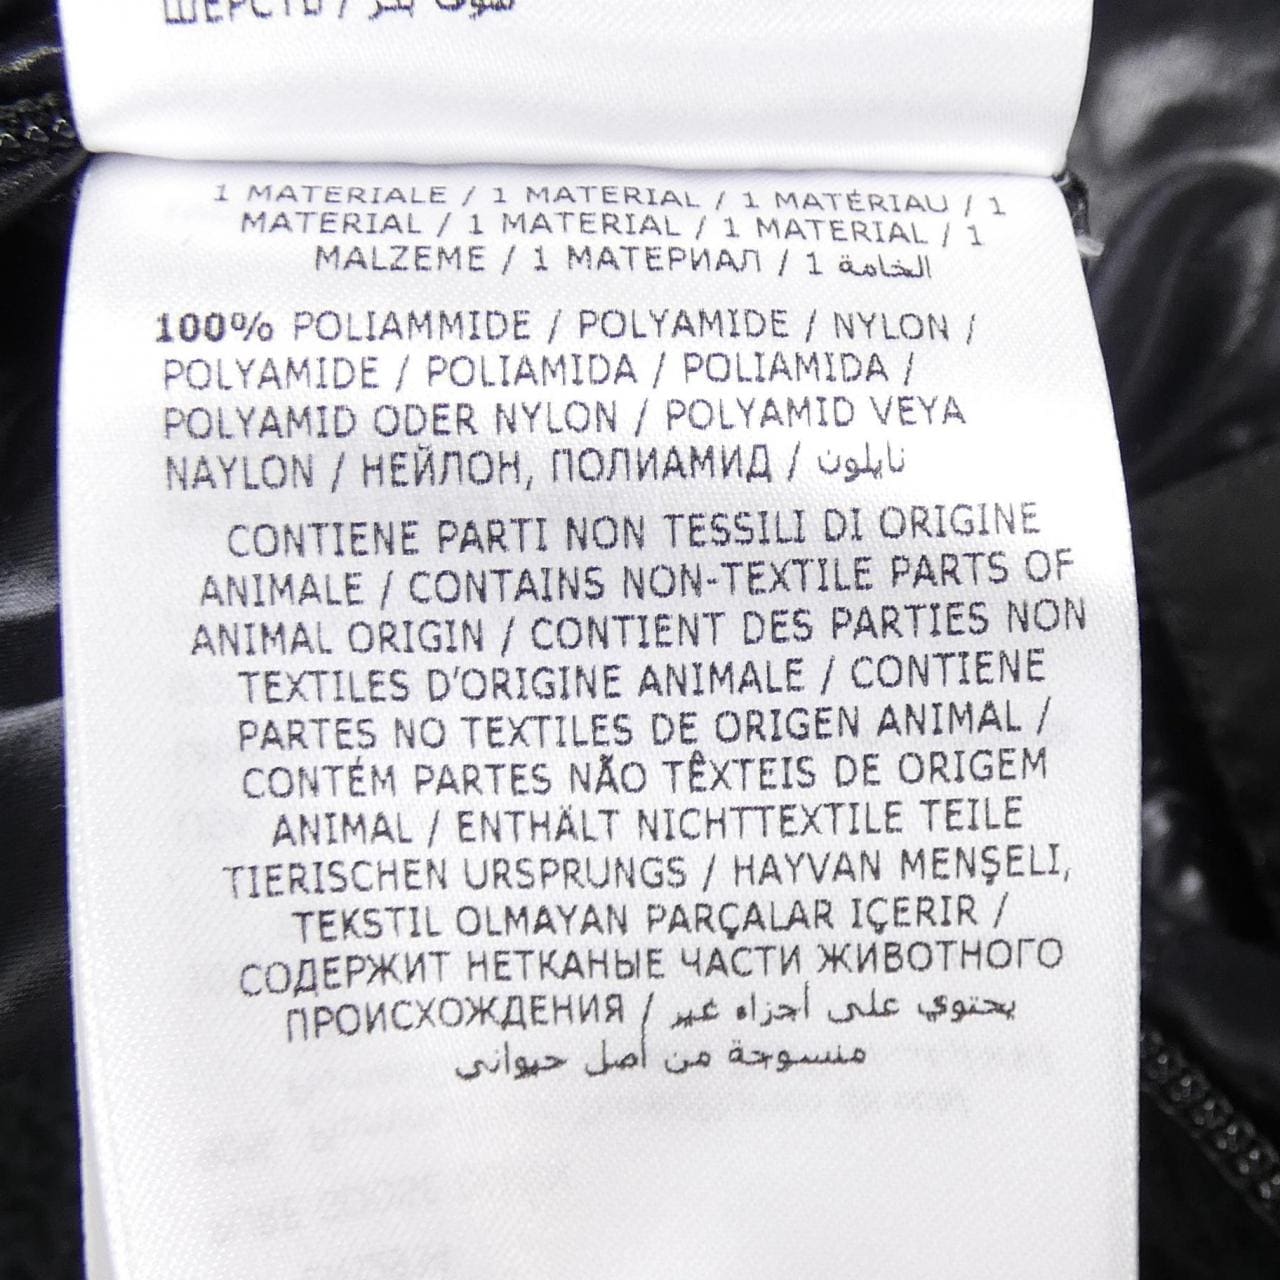 ШЕРСТЬ /
1 MATERIALE / 1 MATERIAL / 1 MATÉRIAU / 1
MATERIAL / 1 MATERIAL / 1 MATERIAL / 1
MALZEME / 1 МАТЕРИАЛ / 1 الخامة
100% POLIAMMIDE / POLYAMIDE / NYLON /
POLYAMIDE / POLIAMIDA / POLIAMIDA /
POLYAMID ODER NYLON / POLYAMID VEYA
NAYLON / НЕЙЛОН, ПОЛИАМИД / نايلون
CONTIENE PARTI NON TESSILI DI ORIGINE
ANIMALE / CONTAINS NON-TEXTILE PARTS OF
ANIMAL ORIGIN / CONTIENT DES PARTIES NON
TEXTILES D'ORIGINE ANIMALE / CONTIENE
PARTES NO TEXTILES DE ORIGEN ANIMAL /
CONTÉM PARTES NÃO TÊXTEIS DE ORIGEM
ANIMAL / ENTHÄLT NICHTTEXTILE TEILE
TIERISCHEN URSPRUNGS / HAYVAN MENŞELI,
TEKSTIL OLMAYAN PARÇALAR IÇERIR /
СОДЕРЖИТ НЕТКАНЫЕ ЧАСТИ ЖИВОТНОГО
ПРОИСХОЖДЕНИЯ / يحتوي على أجزاء غير
منسوجة من أصل حيواني